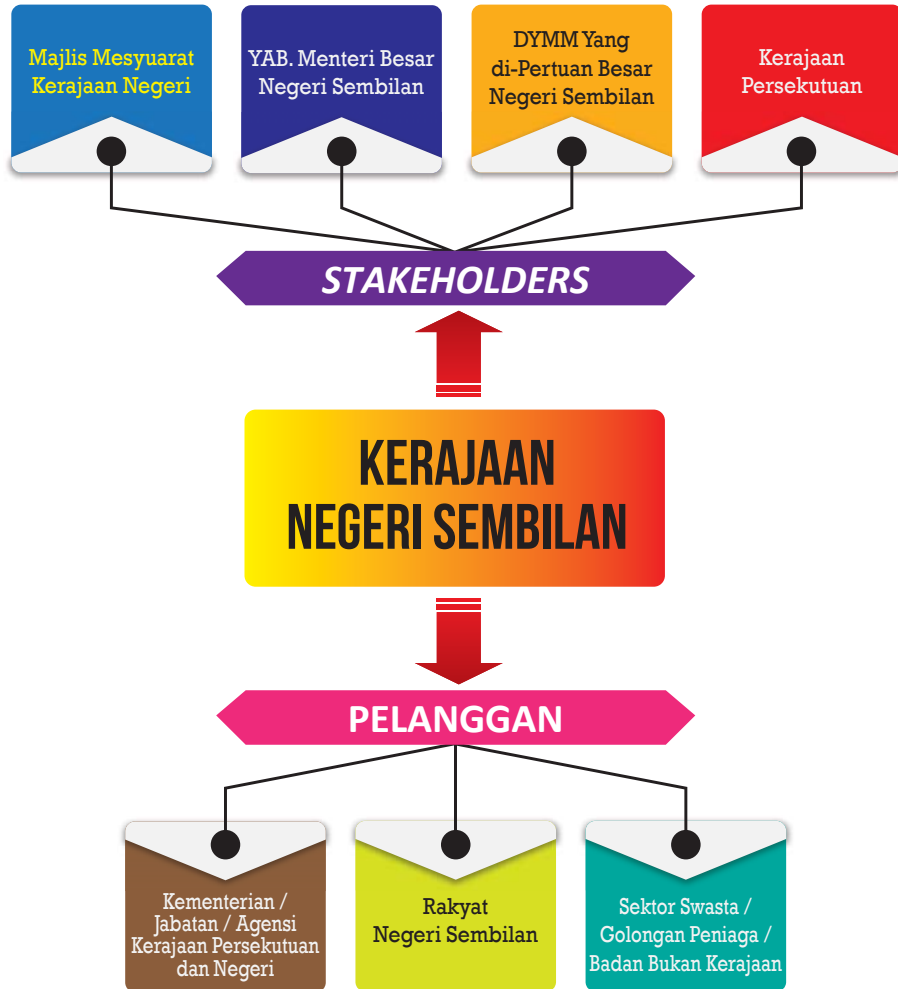 Majlis Mesyuarat
Kerajaan Negeri
YAB. Menteri Besar
Negeri Sembilan
DYMM Yang
di-Pertuan Besar
Negeri Sembilan
Kerajaan
Persekutuan
STAKEHOLDERS
KERAJAAN
NEGERI SEMBILAN
PELANGGAN
Kementerian /
Jabatan / Agensi
Kerajaan Persekutuan
dan Negeri
Rakyat
Negeri Sembilan
Sektor Swasta /
Golongan Peniaga /
Badan Bukan Kerajaan